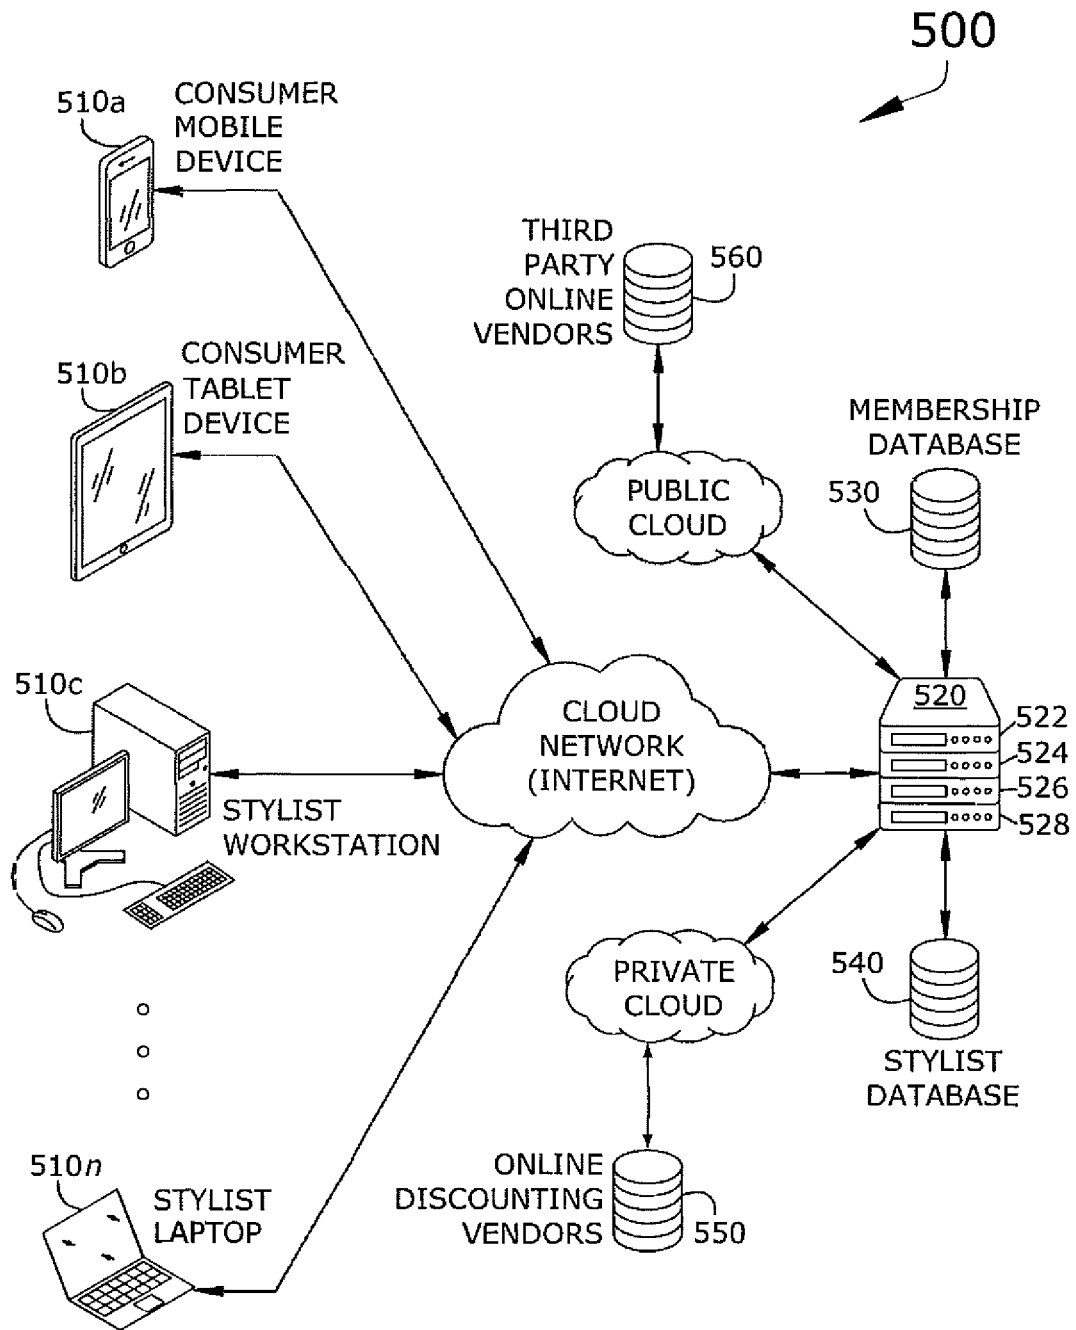 500
510a
CONSUMER
MOBILE
DEVICE
THIRD
PARTY
ONLINE
VENDORS
560
510b
CONSUMER
TABLET
DEVICE
MEMBERSHIP
DATABASE
530
PUBLIC
CLOUD
510c
STYLIST
WORKSTATION
CLOUD
NETWORK
(INTERNET)
520
522
524
526
528
PRIVATE
CLOUD
540
STYLIST
DATABASE
510n
STYLIST
LAPTOP
ONLINE
DISCOUNTING
VENDORS
550